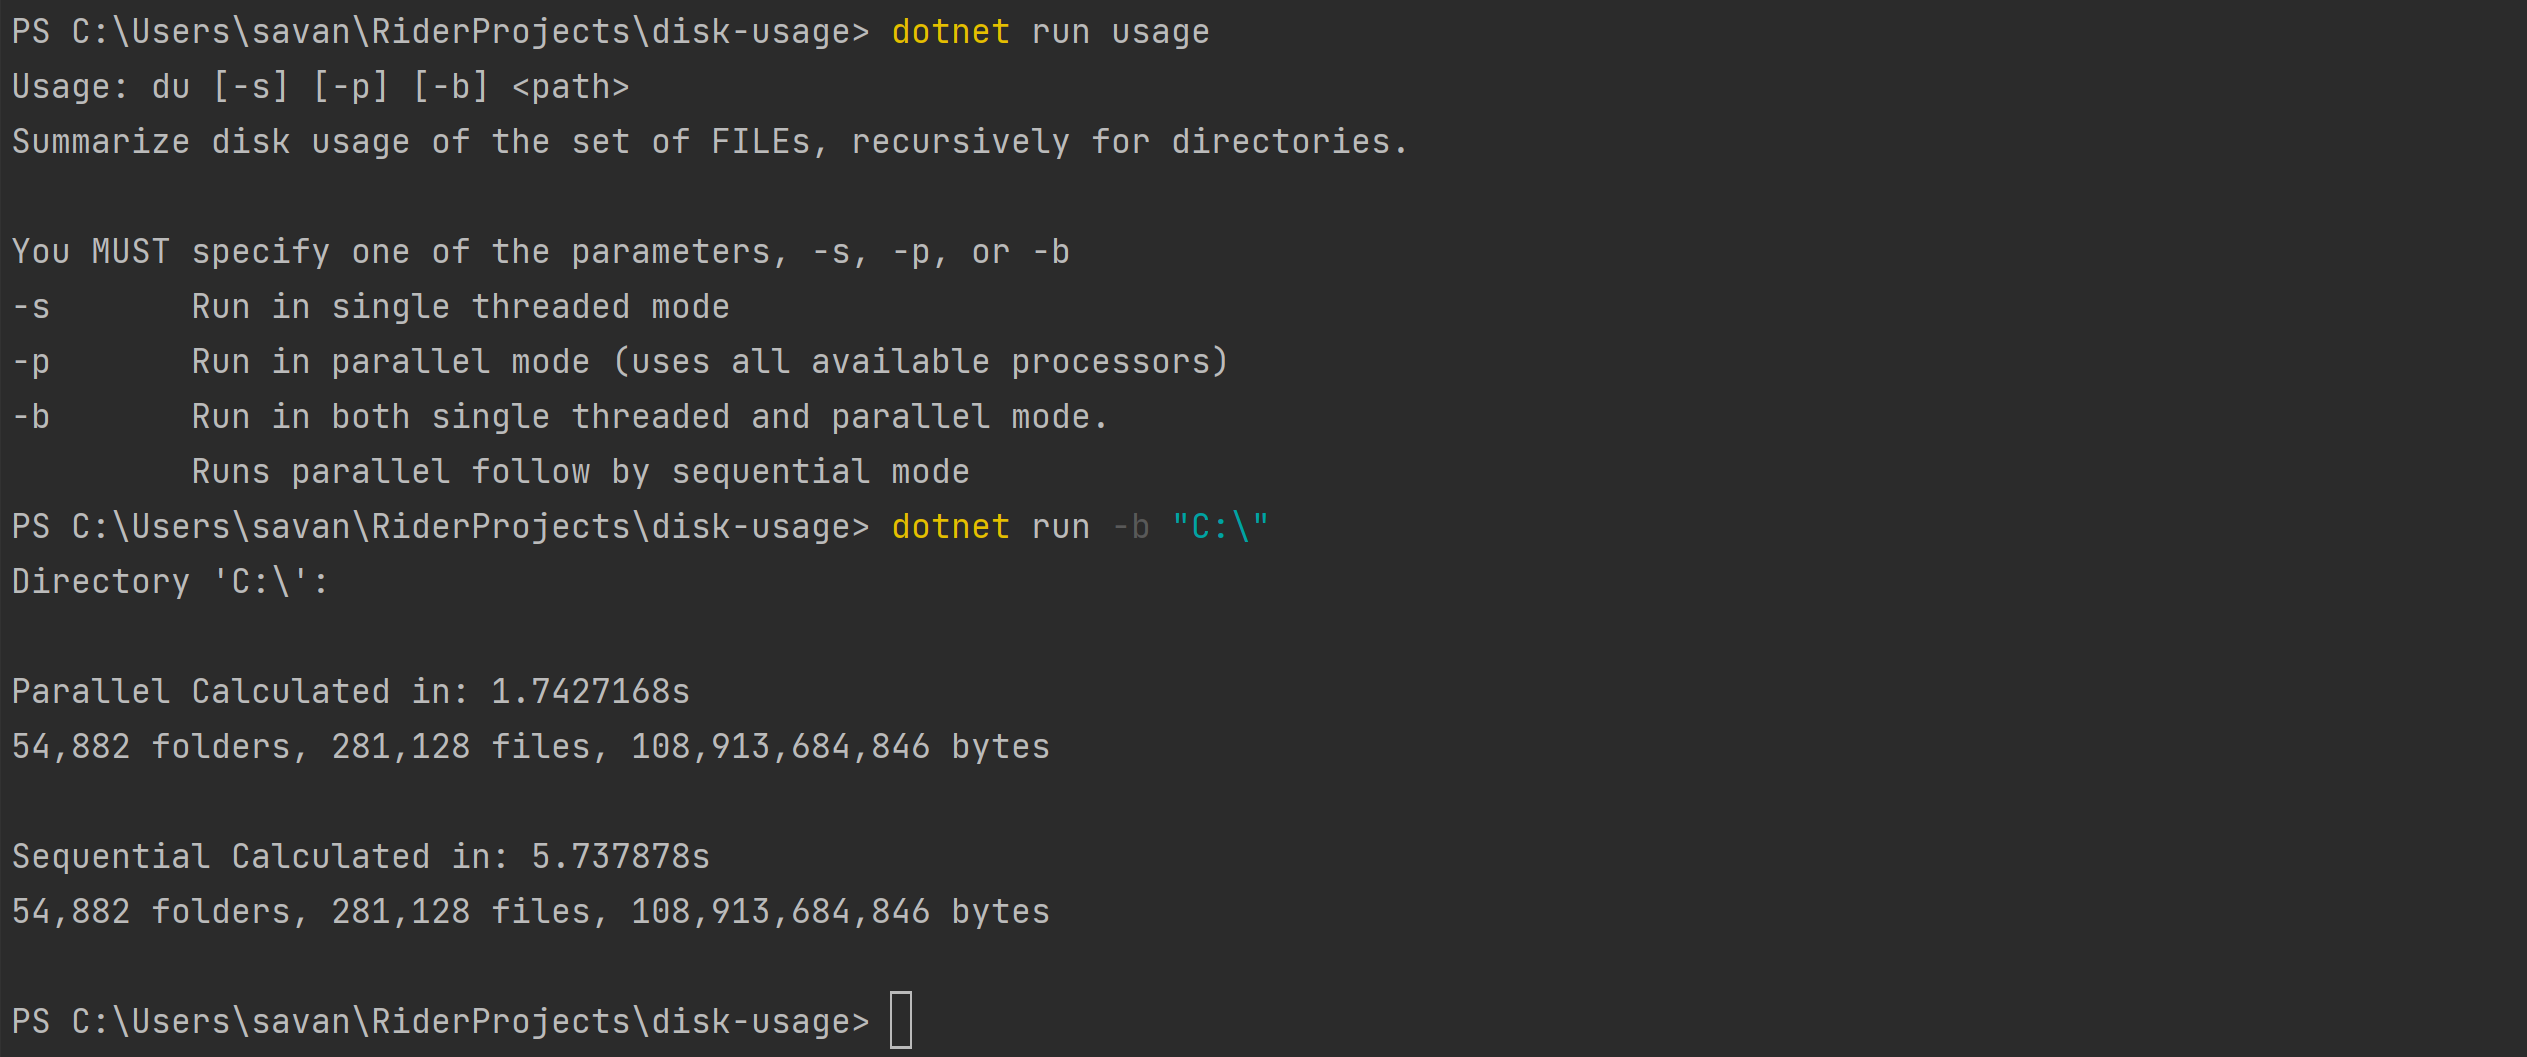 PS C:\Users\savan\RiderProjects\disk-usage> dotnet run usage
Usage: du [-s] [-p] [-b] <path>
Summarize disk usage of the set of FILEs, recursively for directories.
You MUST specify one of the parameters, -s, -p, or -b
-s       Run in single threaded mode
-p       Run in parallel mode (uses all available processors)
-b       Run in both single threaded and parallel mode.
         Runs parallel follow by sequential mode
PS C:\Users\savan\RiderProjects\disk-usage> dotnet run -b "C:\"
Directory 'C:\':
Parallel Calculated in: 1.7427168s
54,882 folders, 281,128 files, 108,913,684,846 bytes
Sequential Calculated in: 5.737878s
54,882 folders, 281,128 files, 108,913,684,846 bytes
PS C:\Users\savan\RiderProjects\disk-usage>